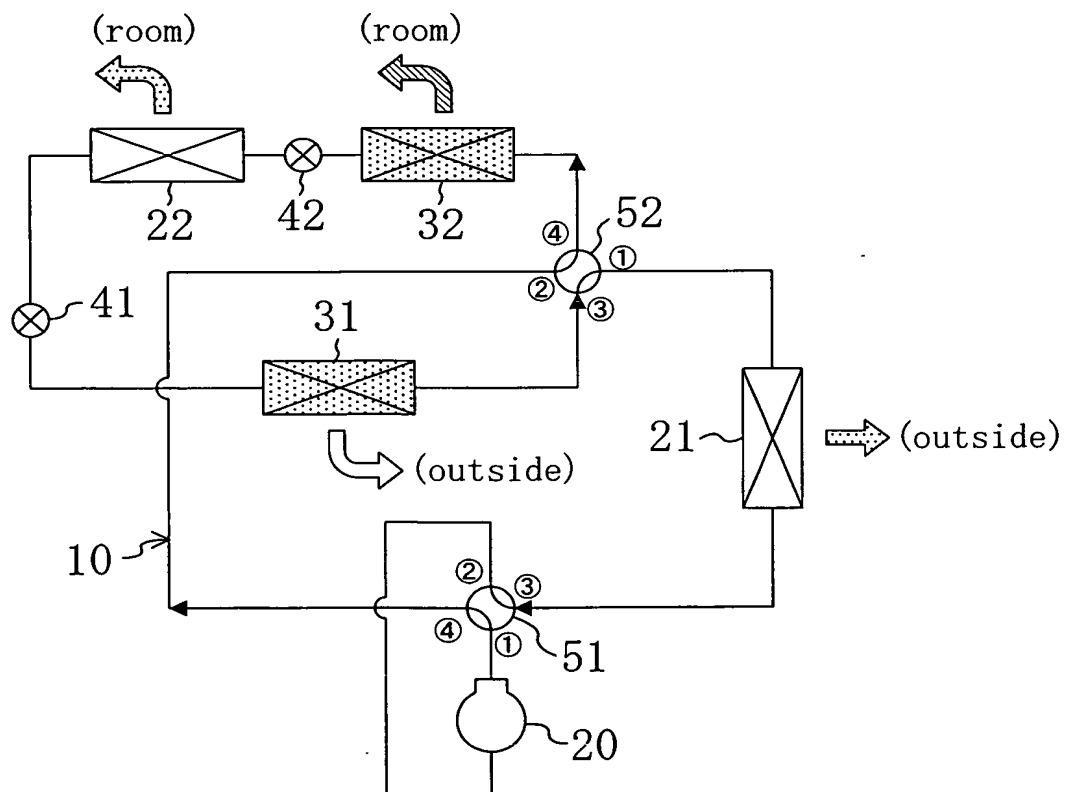 (room) (room)
22 42 32
52
④ ①
② ③
41
31
21
(outside)
(outside)
10
② ③
④ ①
51
20